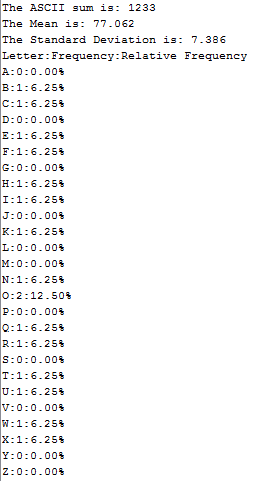 The ASCII sum is: 1233
The Mean is: 77.062
The Standard Deviation is: 7.386
Letter:Frequency:Relative Frequency
A:0:0.00%
B:1:6.25%
C:1:6.25%
D:0:0.00%
E:1:6.25%
F:1:6.25%
G:0:0.00%
H:1:6.25%
I:1:6.25%
J:0:0.00%
K:1:6.25%
L:0:0.00%
M:0:0.00%
N:1:6.25%
O:2:12.50%
P:0:0.00%
Q:1:6.25%
R:1:6.25%
S:0:0.00%
T:1:6.25%
U:1:6.25%
V:0:0.00%
W:1:6.25%
X:1:6.25%
Y:0:0.00%
Z:0:0.00%